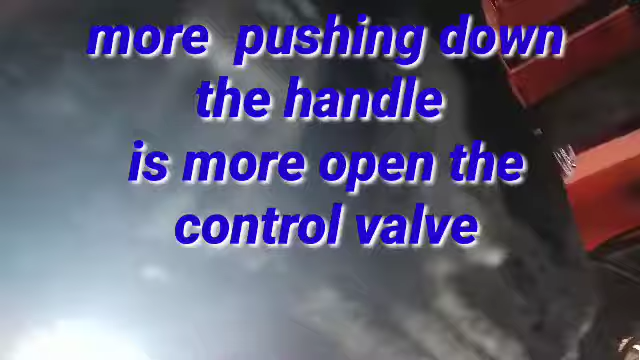 more pushing down
the handle
is more open the
control valve